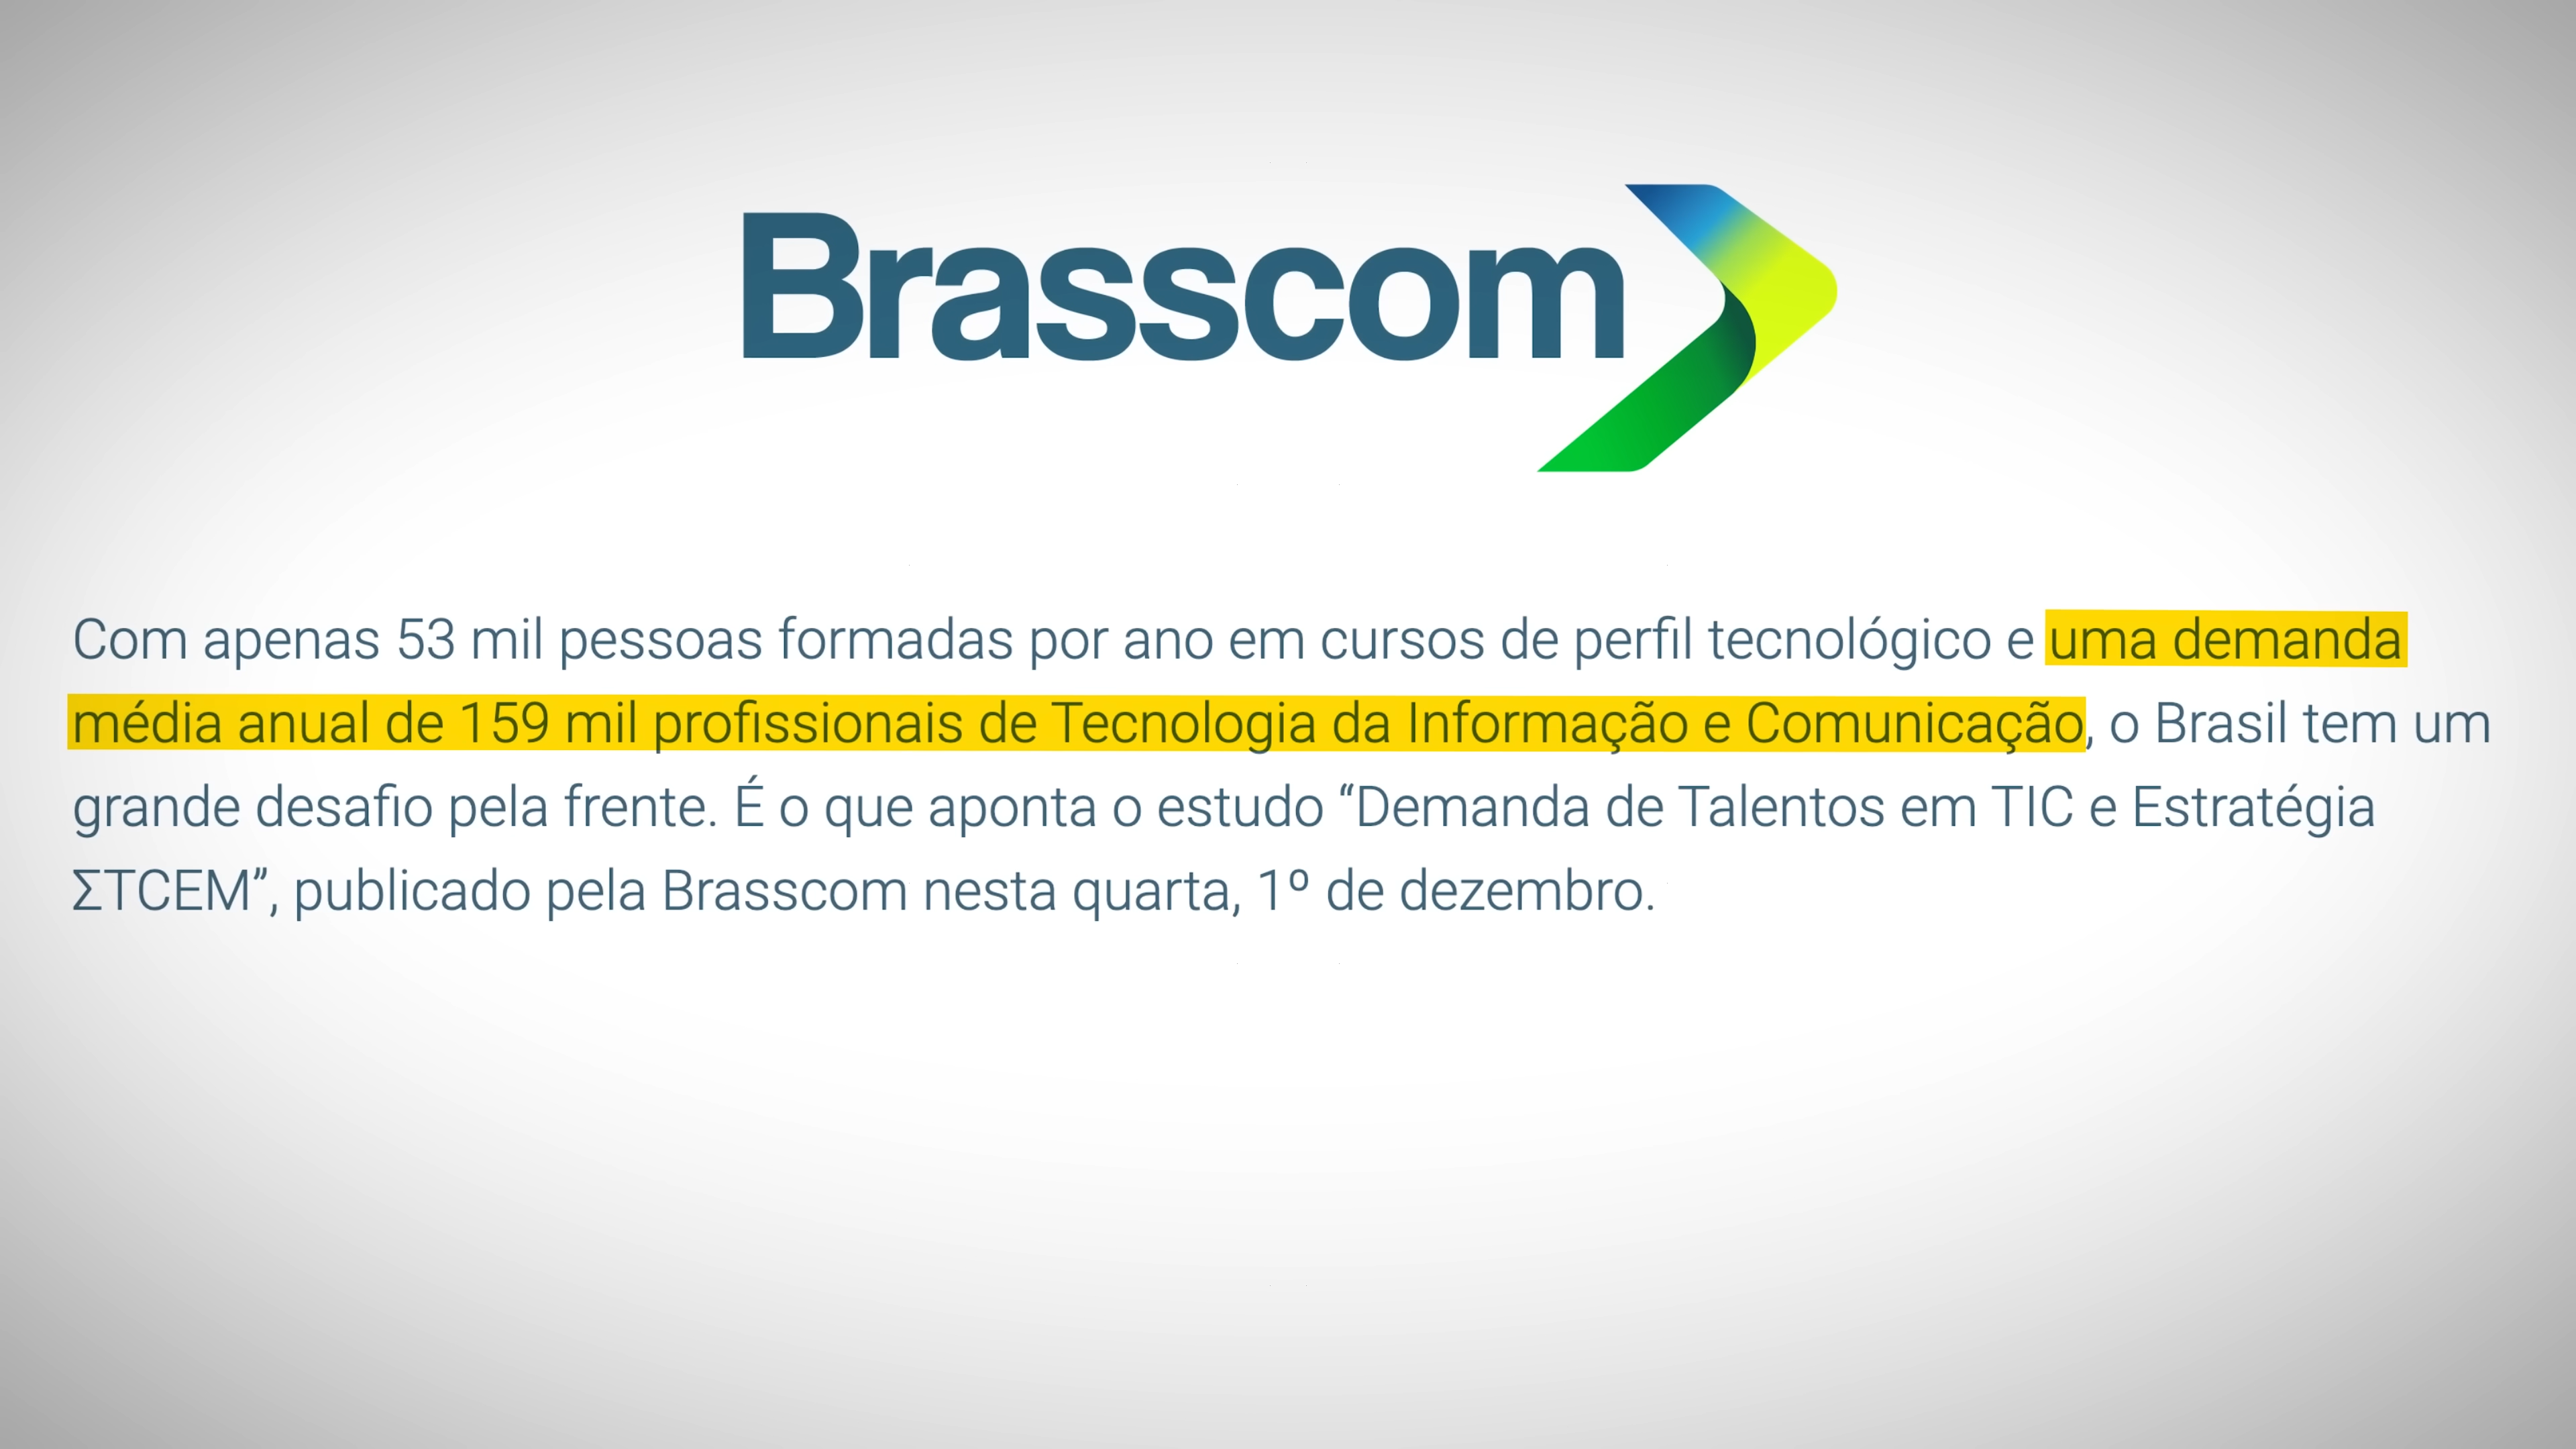 Brasscom
Com apenas 53 mil pessoas formadas por ano em cursos de perfil tecnológico e uma demanda
média anual de 159 mil profissionais de Tecnologia da Informação e Comunicação, o Brasil tem um
grande desafio pela frente. É o que aponta o estudo “Demanda de Talentos em TIC e Estratégia
ΣTCEM”, publicado pela Brasscom nesta quarta, 1º de dezembro.